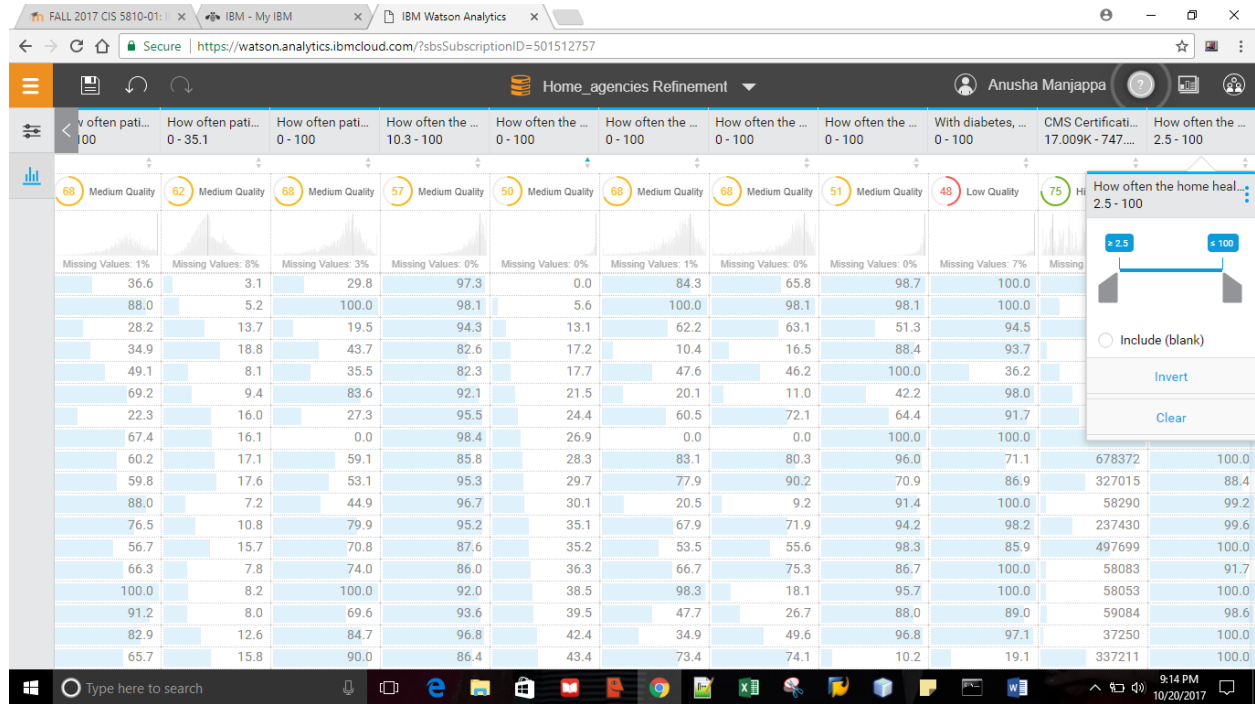 FALL 2017 CIS 5810-01: I
IBM - My IBM
IBM Watson Analytics
Secure | https://watson.analytics.ibmcloud.com/?sbsSubscriptionID=501512757
Home_agencies Refinement
Anusha Manjappa
?
w often pati... How often pati... How often pati... How often the ... How often the ... How often the ... How often the ... How often the ... With diabetes, ... CMS Certificati... How often the ...
100 0 - 35.1 0 - 100 10.3 - 100 0 - 100 0 - 100 0 - 100 0 - 100 0 - 100 17.009K - 747.... 2.5 - 100
68 Medium Quality 62 Medium Quality 68 Medium Quality 57 Medium Quality 50 Medium Quality 68 Medium Quality 68 Medium Quality 51 Medium Quality 48 Low Quality 75 Hi
Missing Values: 1% Missing Values: 8% Missing Values: 3% Missing Values: 0% Missing Values: 0% Missing Values: 1% Missing Values: 0% Missing Values: 0% Missing Values: 7% Missing
36.6 3.1 29.8 97.3 0.0 84.3 65.8 98.7 100.0
88.0 5.2 100.0 98.1 5.6 100.0 98.1 98.1 100.0
28.2 13.7 19.5 94.3 13.1 62.2 63.1 51.3 94.5
34.9 18.8 43.7 82.6 17.2 10.4 16.5 88.4 93.7
49.1 8.1 35.5 82.3 17.7 47.6 46.2 100.0 36.2
69.2 9.4 83.6 92.1 21.5 20.1 11.0 42.2 98.0
22.3 16.0 27.3 95.5 24.4 60.5 72.1 64.4 91.7
67.4 16.1 0.0 98.4 26.9 0.0 0.0 100.0 100.0
60.2 17.1 59.1 85.8 28.3 83.1 80.3 96.0 71.1 678372 100.0
59.8 17.6 53.1 95.3 29.7 77.9 90.2 70.9 86.9 327015 88.4
88.0 7.2 44.9 96.7 30.1 20.5 9.2 91.4 100.0 58290 99.2
76.5 10.8 79.9 95.2 35.1 67.9 71.9 94.2 98.2 237430 99.6
56.7 15.7 70.8 87.6 35.2 53.5 55.6 98.3 85.9 497699 100.0
66.3 7.8 74.0 86.0 36.3 66.7 75.3 86.7 100.0 58083 91.7
100.0 8.2 100.0 92.0 38.5 98.3 18.1 95.7 100.0 58053 100.0
91.2 8.0 69.6 93.6 39.5 47.7 26.7 88.0 89.0 59084 98.6
82.9 12.6 84.7 96.8 42.4 34.9 49.6 96.8 97.1 37250 100.0
65.7 15.8 90.0 86.4 43.4 73.4 74.1 10.2 19.1 337211 100.0
How often the home heal...
2.5 - 100
≥ 2.5 ≤ 100
Include (blank)
Invert
Clear
Type here to search
9:14 PM
10/20/2017